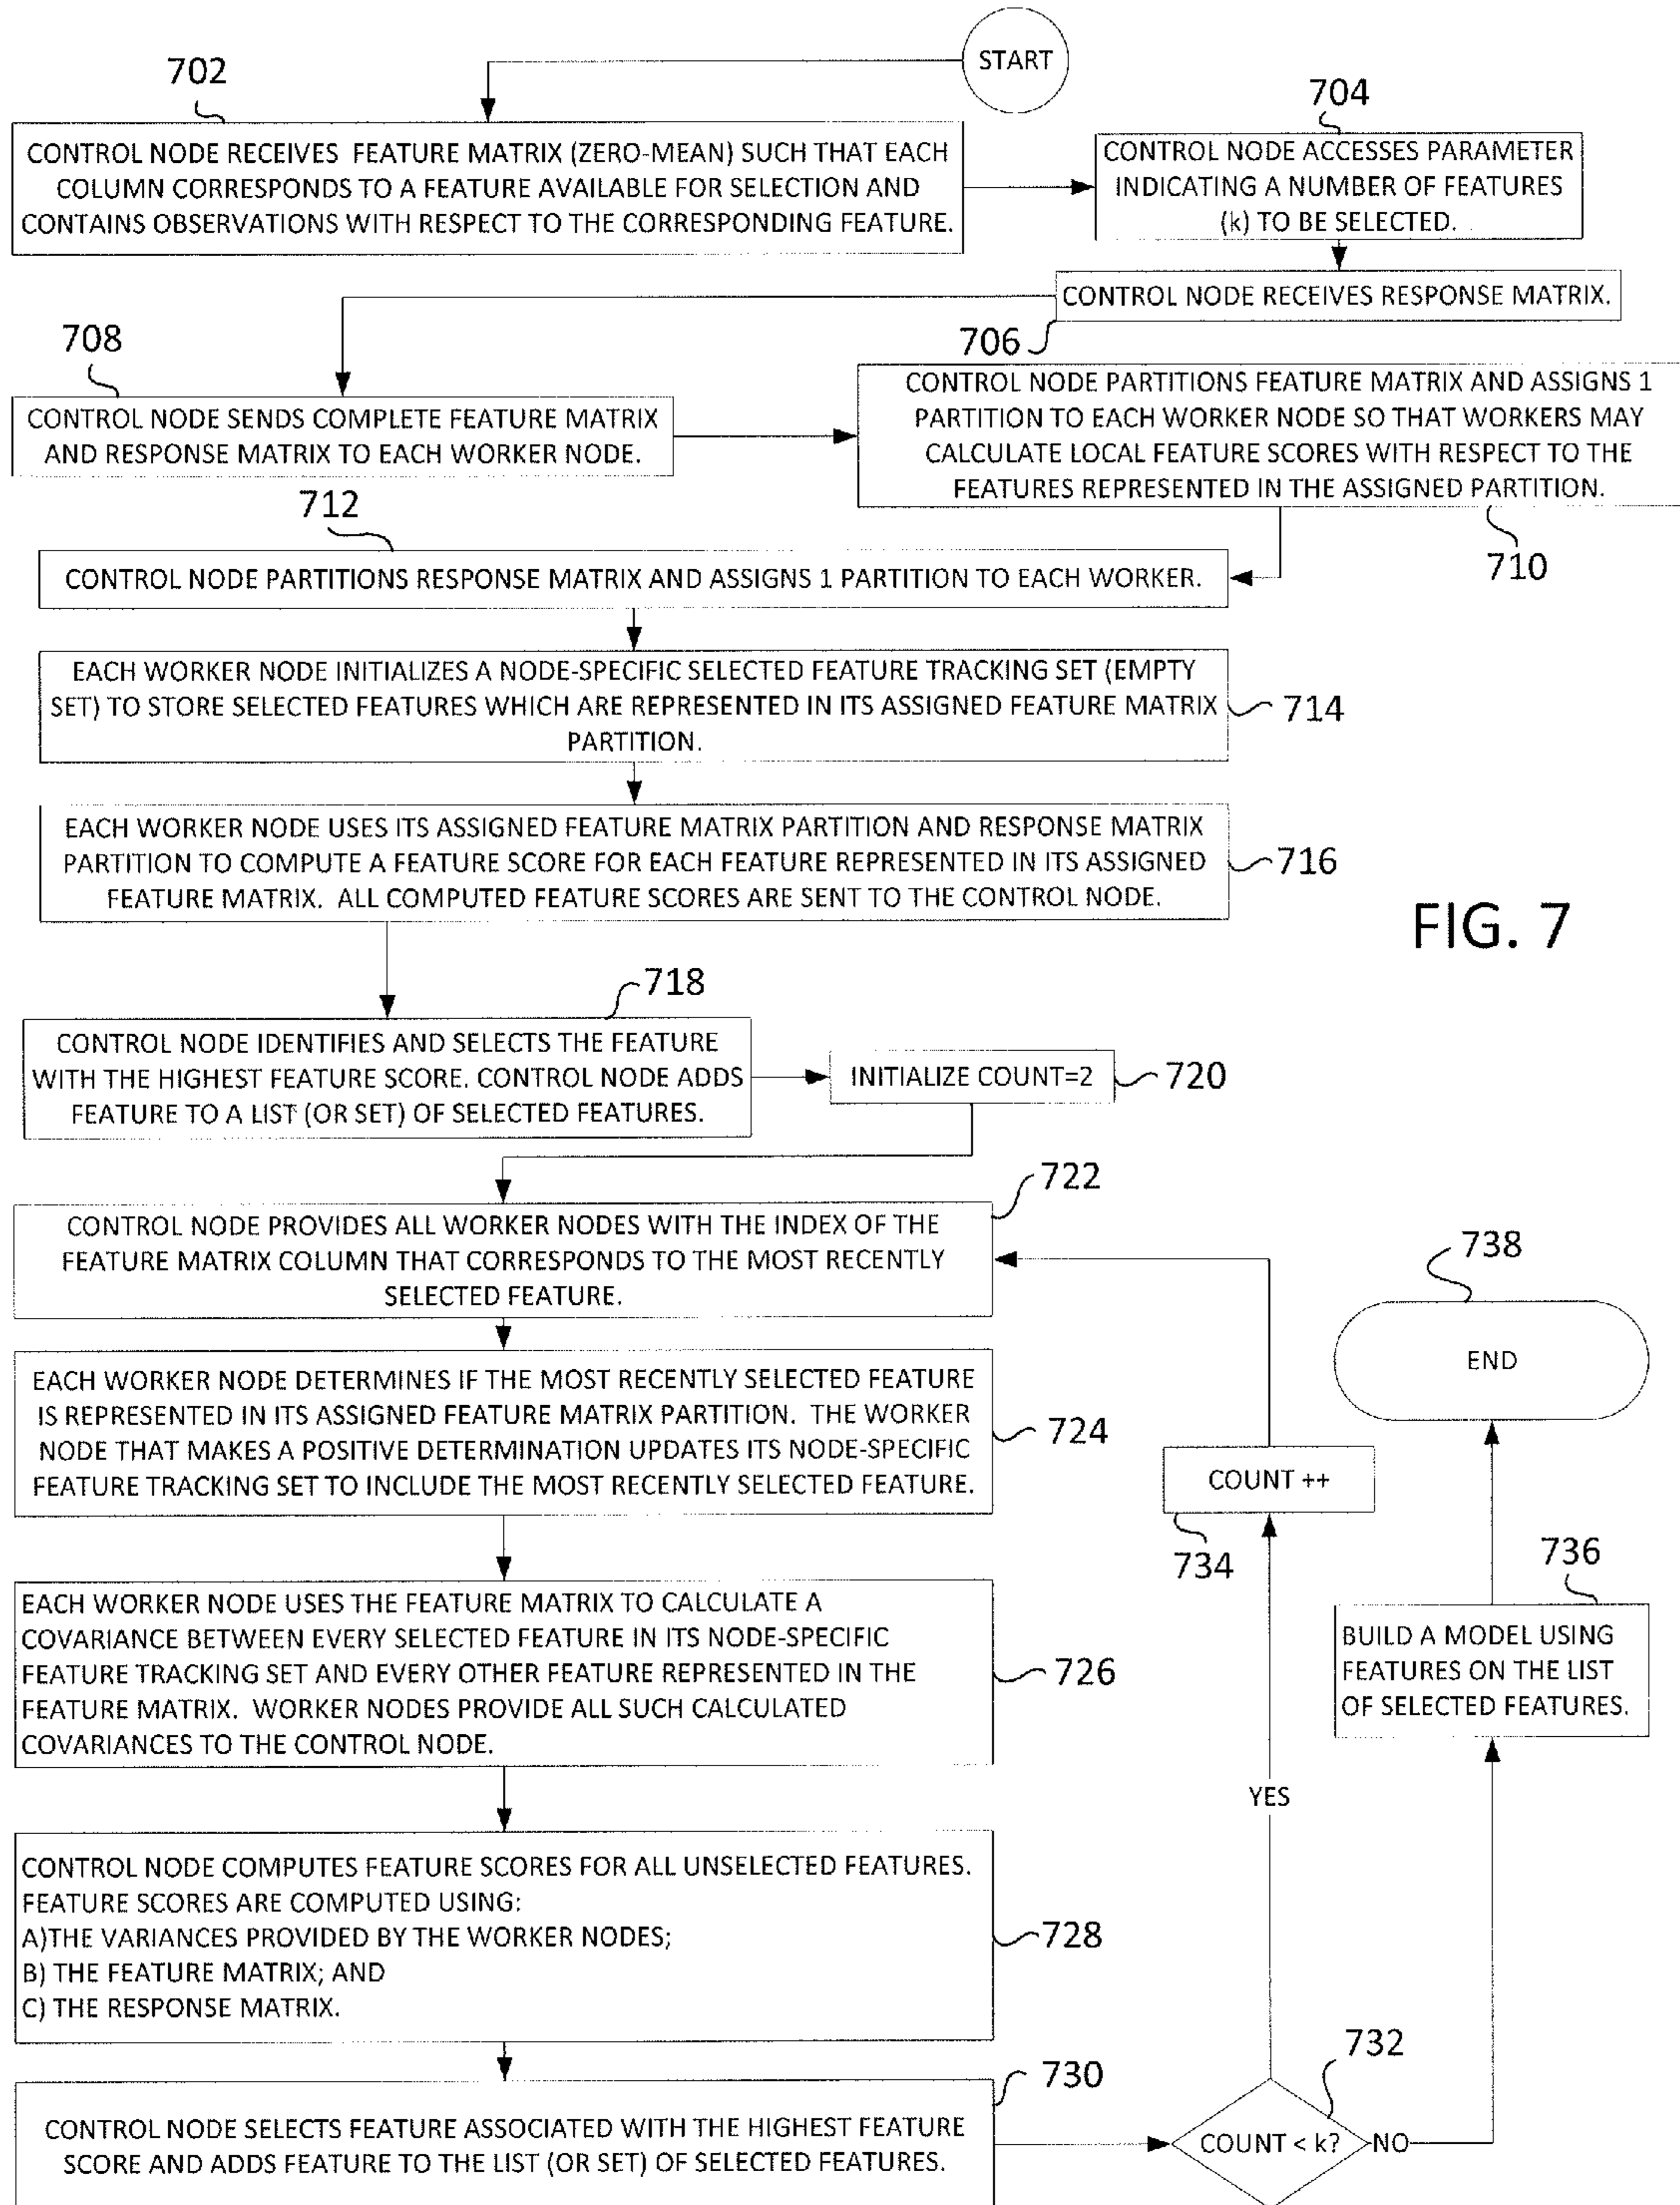 START
702
CONTROL NODE RECEIVES FEATURE MATRIX (ZERO-MEAN) SUCH THAT EACH
COLUMN CORRESPONDS TO A FEATURE AVAILABLE FOR SELECTION AND
CONTAINS OBSERVATIONS WITH RESPECT TO THE CORRESPONDING FEATURE.
704
CONTROL NODE ACCESSES PARAMETER
INDICATING A NUMBER OF FEATURES
(k) TO BE SELECTED.
CONTROL NODE RECEIVES RESPONSE MATRIX.
706
708
CONTROL NODE SENDS COMPLETE FEATURE MATRIX
AND RESPONSE MATRIX TO EACH WORKER NODE.
CONTROL NODE PARTITIONS FEATURE MATRIX AND ASSIGNS 1
PARTITION TO EACH WORKER NODE SO THAT WORKERS MAY
CALCULATE LOCAL FEATURE SCORES WITH RESPECT TO THE
FEATURES REPRESENTED IN THE ASSIGNED PARTITION.
710
712
CONTROL NODE PARTITIONS RESPONSE MATRIX AND ASSIGNS 1 PARTITION TO EACH WORKER.
EACH WORKER NODE INITIALIZES A NODE-SPECIFIC SELECTED FEATURE TRACKING SET (EMPTY
SET) TO STORE SELECTED FEATURES WHICH ARE REPRESENTED IN ITS ASSIGNED FEATURE MATRIX
PARTITION.
714
EACH WORKER NODE USES ITS ASSIGNED FEATURE MATRIX PARTITION AND RESPONSE MATRIX
PARTITION TO COMPUTE A FEATURE SCORE FOR EACH FEATURE REPRESENTED IN ITS ASSIGNED
FEATURE MATRIX. ALL COMPUTED FEATURE SCORES ARE SENT TO THE CONTROL NODE.
716
FIG. 7
718
CONTROL NODE IDENTIFIES AND SELECTS THE FEATURE
WITH THE HIGHEST FEATURE SCORE. CONTROL NODE ADDS
FEATURE TO A LIST (OR SET) OF SELECTED FEATURES.
INITIALIZE COUNT=2
720
722
CONTROL NODE PROVIDES ALL WORKER NODES WITH THE INDEX OF THE
FEATURE MATRIX COLUMN THAT CORRESPONDS TO THE MOST RECENTLY
SELECTED FEATURE.
EACH WORKER NODE DETERMINES IF THE MOST RECENTLY SELECTED FEATURE
IS REPRESENTED IN ITS ASSIGNED FEATURE MATRIX PARTITION. THE WORKER
NODE THAT MAKES A POSITIVE DETERMINATION UPDATES ITS NODE-SPECIFIC
FEATURE TRACKING SET TO INCLUDE THE MOST RECENTLY SELECTED FEATURE.
724
EACH WORKER NODE USES THE FEATURE MATRIX TO CALCULATE A
COVARIANCE BETWEEN EVERY SELECTED FEATURE IN ITS NODE-SPECIFIC
FEATURE TRACKING SET AND EVERY OTHER FEATURE REPRESENTED IN THE
FEATURE MATRIX. WORKER NODES PROVIDE ALL SUCH CALCULATED
COVARIANCES TO THE CONTROL NODE.
726
CONTROL NODE COMPUTES FEATURE SCORES FOR ALL UNSELECTED FEATURES.
FEATURE SCORES ARE COMPUTED USING:
A)THE VARIANCES PROVIDED BY THE WORKER NODES;
B) THE FEATURE MATRIX; AND
C) THE RESPONSE MATRIX.
728
730
CONTROL NODE SELECTS FEATURE ASSOCIATED WITH THE HIGHEST FEATURE
SCORE AND ADDS FEATURE TO THE LIST (OR SET) OF SELECTED FEATURES.
732
COUNT < k?
NO
YES
COUNT ++
734
736
BUILD A MODEL USING
FEATURES ON THE LIST
OF SELECTED FEATURES.
738
END